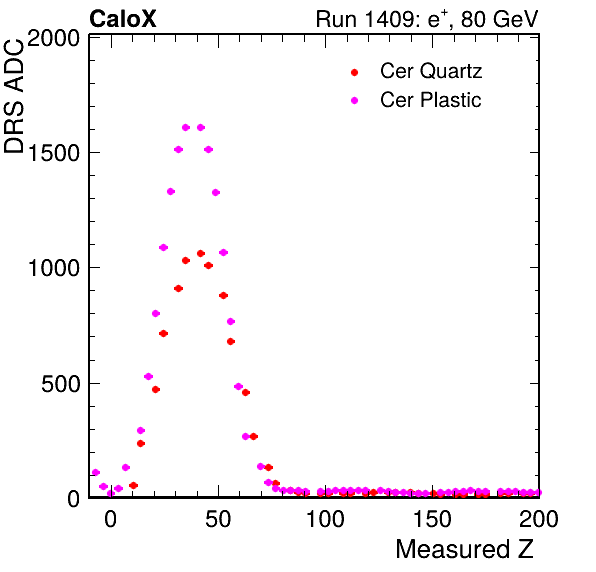 CaloX Run 1409: e⁺, 80 GeV
DRS ADC
2000
1500
1000
500
0
Cer Quartz
Cer Plastic
0 50 100 150 200
Measured Z